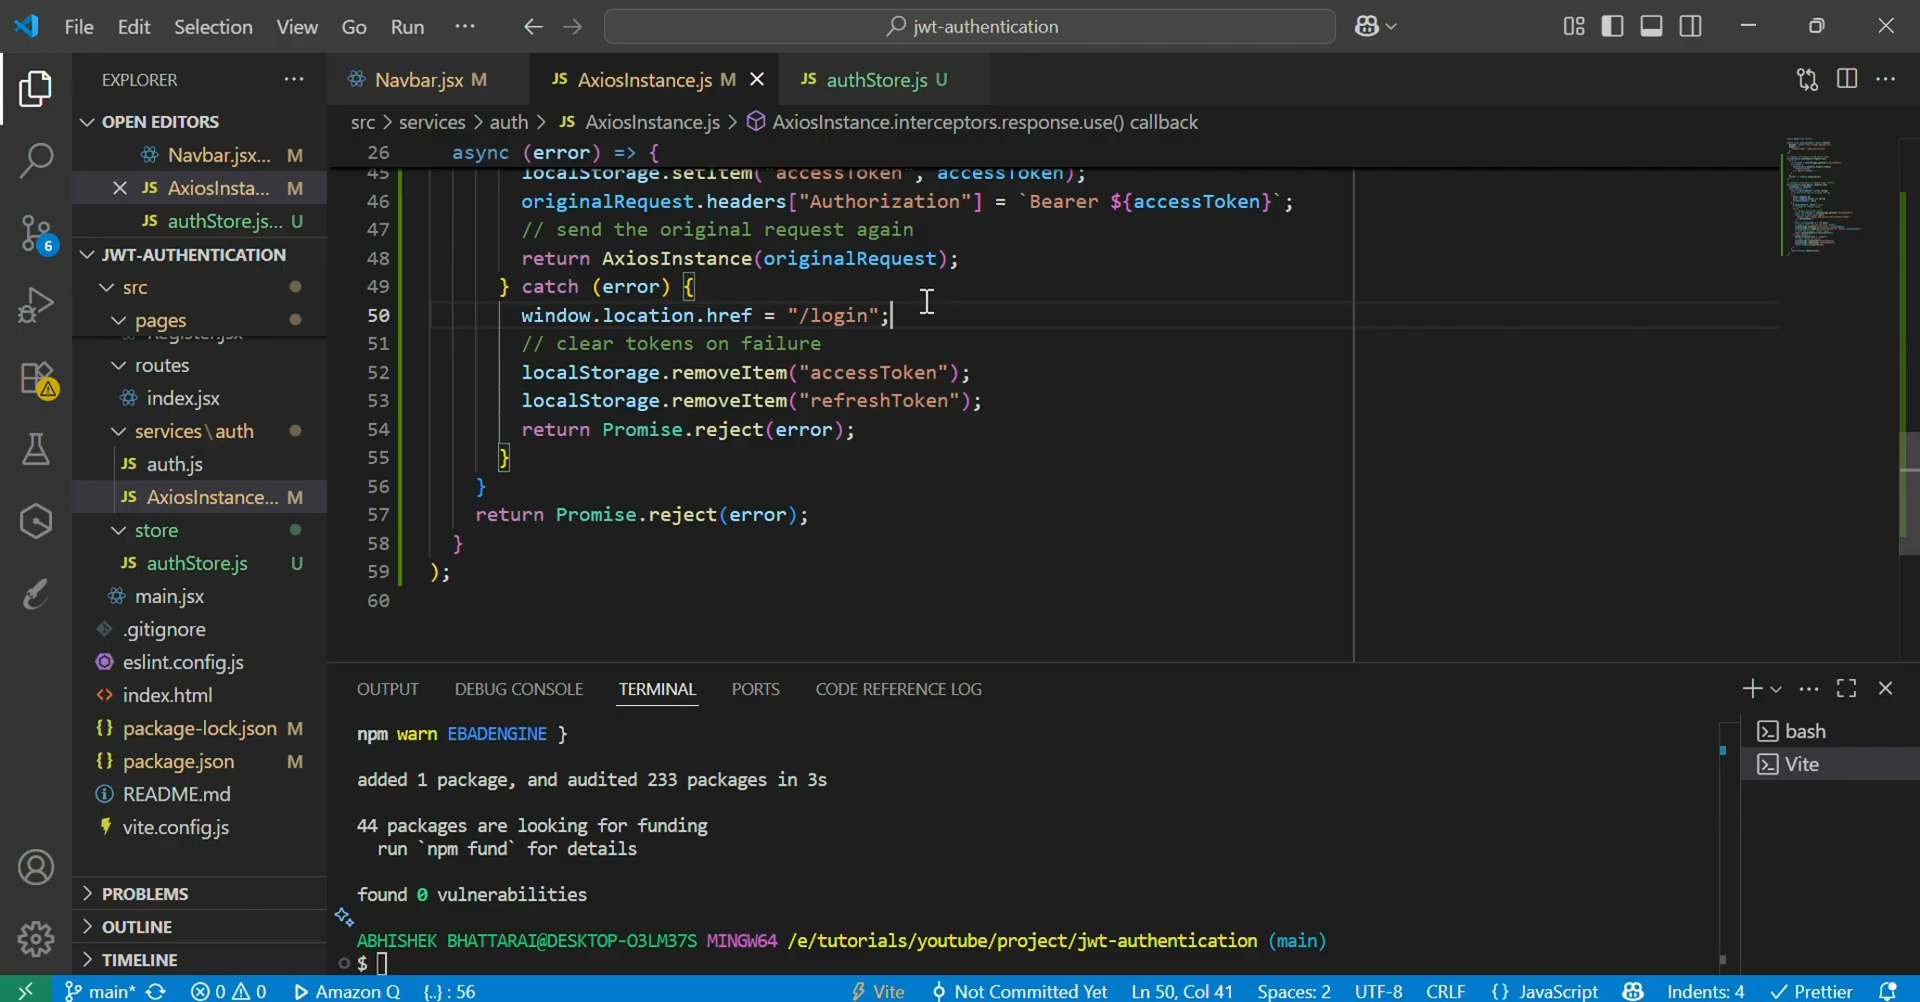 File Edit Selection View Go Run ... jwt-authentication
EXPLORER
OPEN EDITORS
Navbar.jsx... M
AxiosInsta... M
authStore.js... U
JWT-AUTHENTICATION
src
pages
Register.jsx
routes
index.jsx
services\auth
auth.js
AxiosInstance... M
store
authStore.js U
main.jsx
.gitignore
eslint.config.js
index.html
package-lock.json M
package.json M
README.md
vite.config.js
PROBLEMS
OUTLINE
TIMELINE
6
Navbar.jsx M AxiosInstance.js M authStore.js U
src > services > auth > JS AxiosInstance.js > AxiosInstance.interceptors.response.use() callback
26 async (error) => {
45 localStorage.setItem("accessToken", accessToken);
46 originalRequest.headers["Authorization"] = `Bearer ${accessToken}`;
47 // send the original request again
48 return AxiosInstance(originalRequest);
49 } catch (error) {
50 window.location.href = "/login";
51 // clear tokens on failure
52 localStorage.removeItem("accessToken");
53 localStorage.removeItem("refreshToken");
54 return Promise.reject(error);
55 }
56 }
57 return Promise.reject(error);
58 }
59 );
60
OUTPUT DEBUG CONSOLE TERMINAL PORTS CODE REFERENCE LOG
npm warn EBADENGINE }
added 1 package, and audited 233 packages in 3s
44 packages are looking for funding
run `npm fund` for details
found 0 vulnerabilities
ABHISHEK BHATTARAI@DESKTOP-O3LM37S MINGW64 /e/tutorials/youtube/project/jwt-authentication (main)
$
bash
Vite
main* 0 0 Amazon Q {..} : 56 Vite Not Committed Yet Ln 50, Col 41 Spaces: 2 UTF-8 CRLF {} JavaScript Indents: 4 Prettier